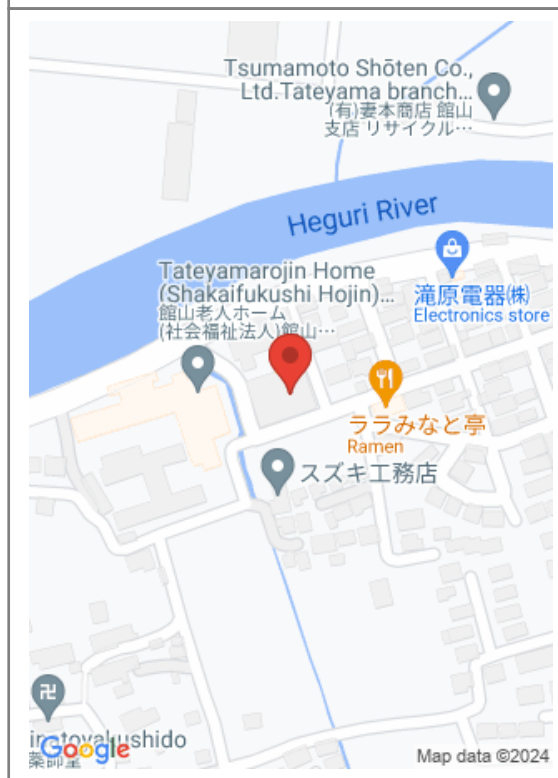 Tsumamoto Shōten Co.,
Ltd.Tateyama branch...
(有)妻本商店 館山
支店 リサイクル…
Heguri River
Tateyamarojin Home
(Shakaifukushi Hojin)...
館山老人ホーム
(社会福祉法人)館山…
滝原電器㈱
Electronics store
ララみなと亭
Ramen
スズキ工務店
卍
Google
Map data ©2024